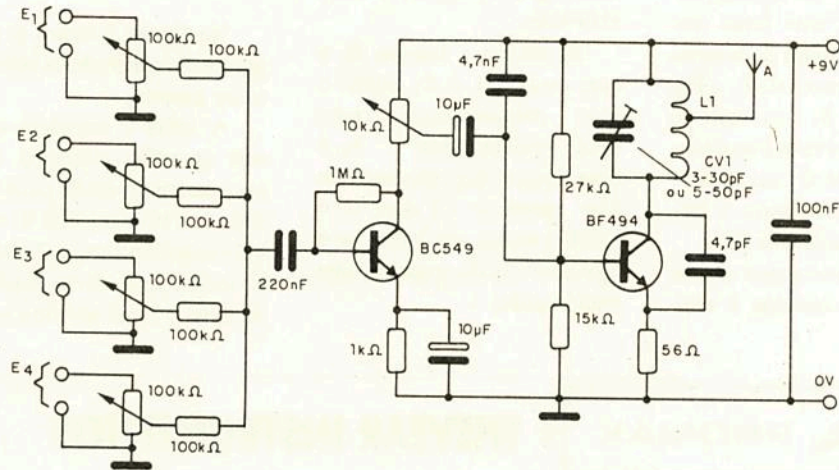 E1
100kΩ
100kΩ
E2
100kΩ
100kΩ
E3
100kΩ
100kΩ
E4
100kΩ
100kΩ
220nF
1MΩ
BC549
1kΩ
10µF
10kΩ
10µF
4,7nF
27kΩ
15kΩ
BF494
56Ω
4,7pF
L1
A
CV1
3-30pF
ou 5-50pF
100nF
+9V
0V